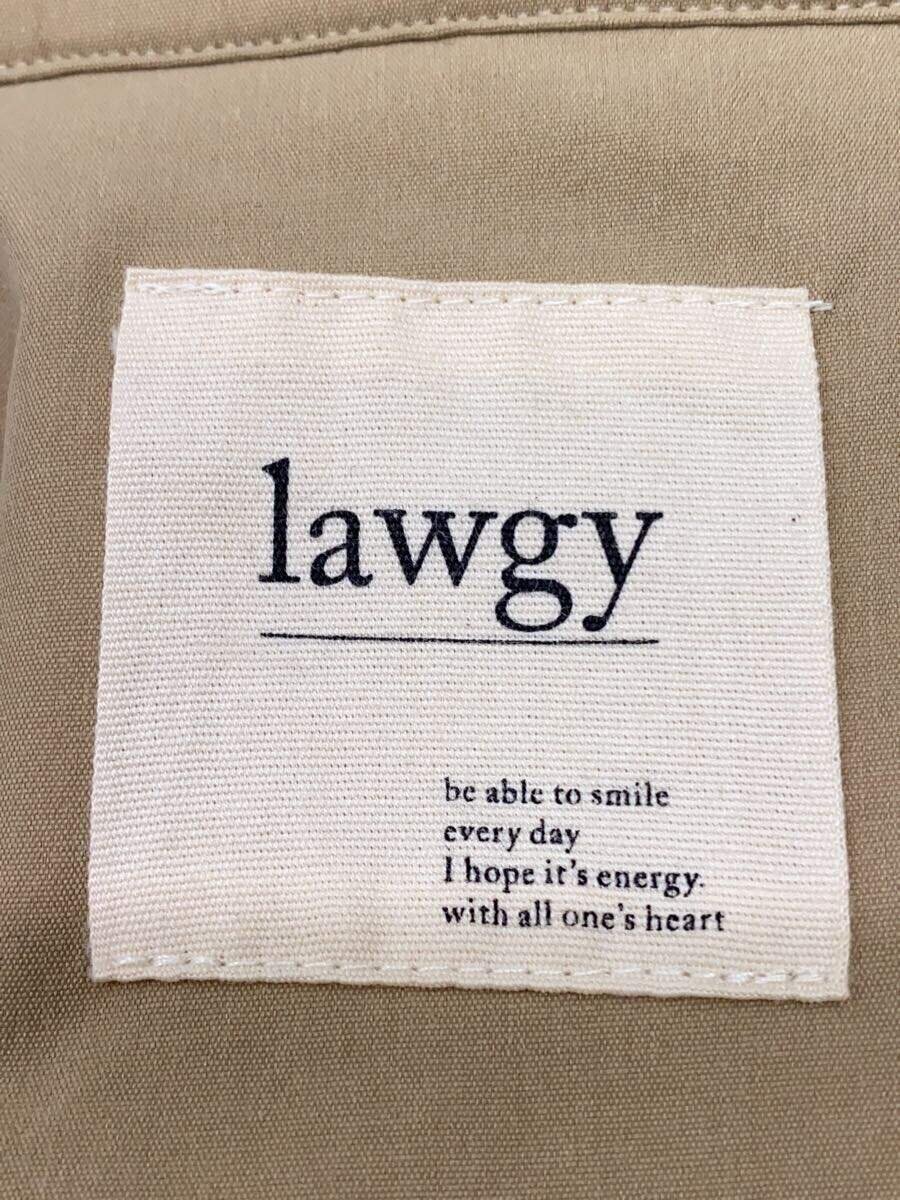 lawgy
be able to smile
every day
I hope it's energy.
with all one's heart